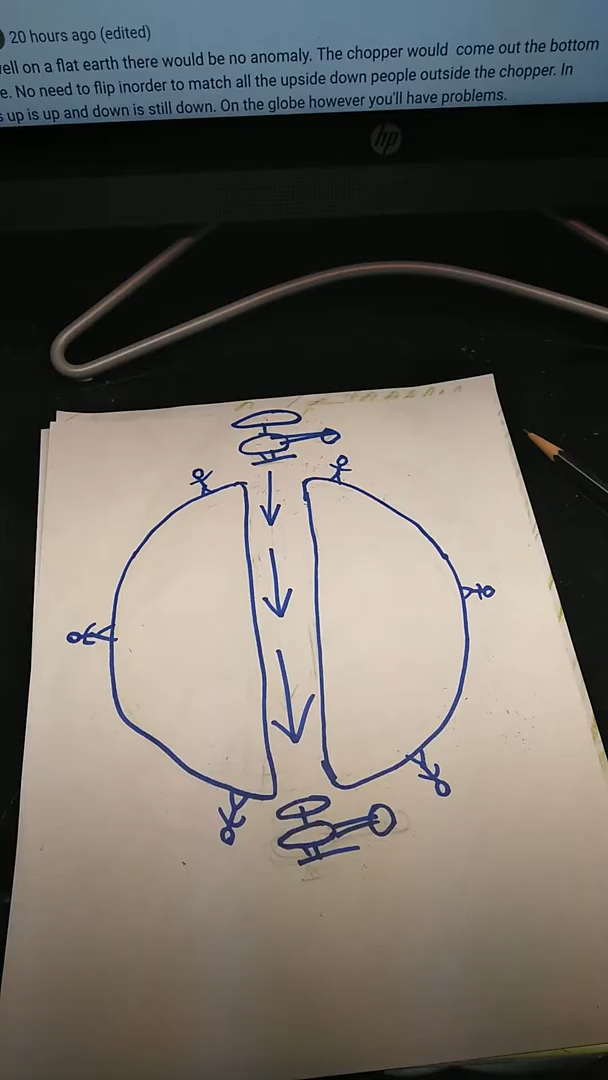 20 hours ago (edited)
ell on a flat earth there would be no anomaly. The chopper would come out the bottom
e. No need to flip inorder to match all the upside down people outside the chopper. In
s up is up and down is still down. On the globe however you'll have problems.
hp